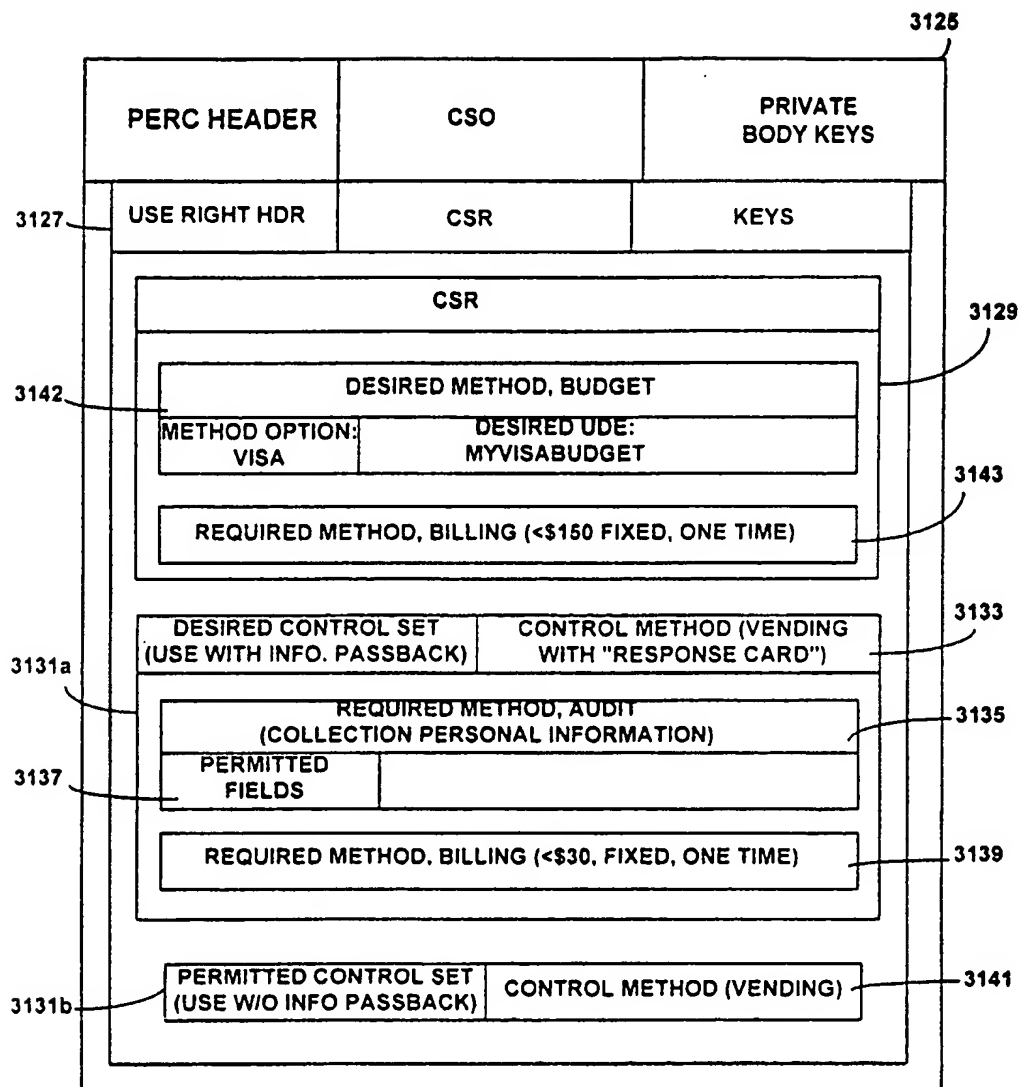 3125
PERC HEADER
CSO
PRIVATE
BODY KEYS
3127
USE RIGHT HDR
CSR
KEYS
CSR
3129
DESIRED METHOD, BUDGET
3142
METHOD OPTION:
VISA
DESIRED UDE:
MYVISABUDGET
3143
REQUIRED METHOD, BILLING (<$150 FIXED, ONE TIME)
DESIRED CONTROL SET
(USE WITH INFO. PASSBACK)
CONTROL METHOD (VENDING
WITH "RESPONSE CARD")
3133
3131a
REQUIRED METHOD, AUDIT
(COLLECTION PERSONAL INFORMATION)
3135
3137
PERMITTED
FIELDS
REQUIRED METHOD, BILLING (<$30, FIXED, ONE TIME)
3139
PERMITTED CONTROL SET
(USE W/O INFO PASSBACK)
CONTROL METHOD (VENDING)
3141
3131b